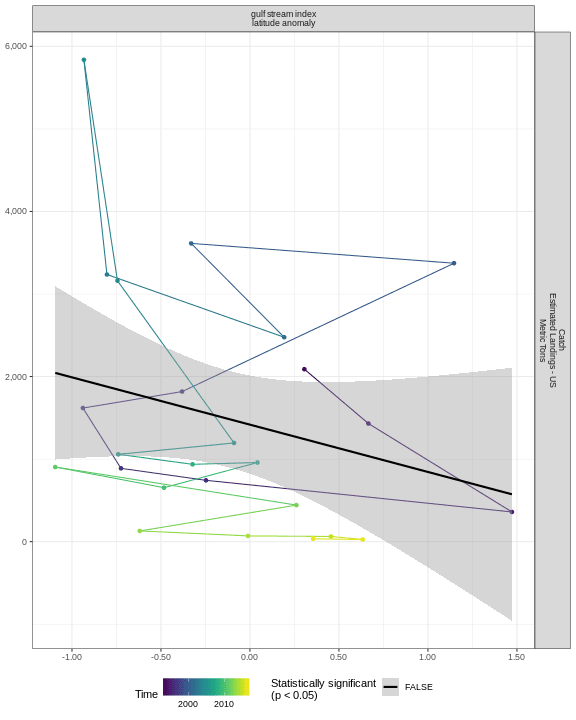 gulf stream index
latitude anomaly
6,000
4,000
2,000
0
Catch
Estimated Landings - US
Metric Tons
-1.00
-0.50
0.00
0.50
1.00
1.50
Time
2000
2010
Statistically significant
(p < 0.05)
FALSE